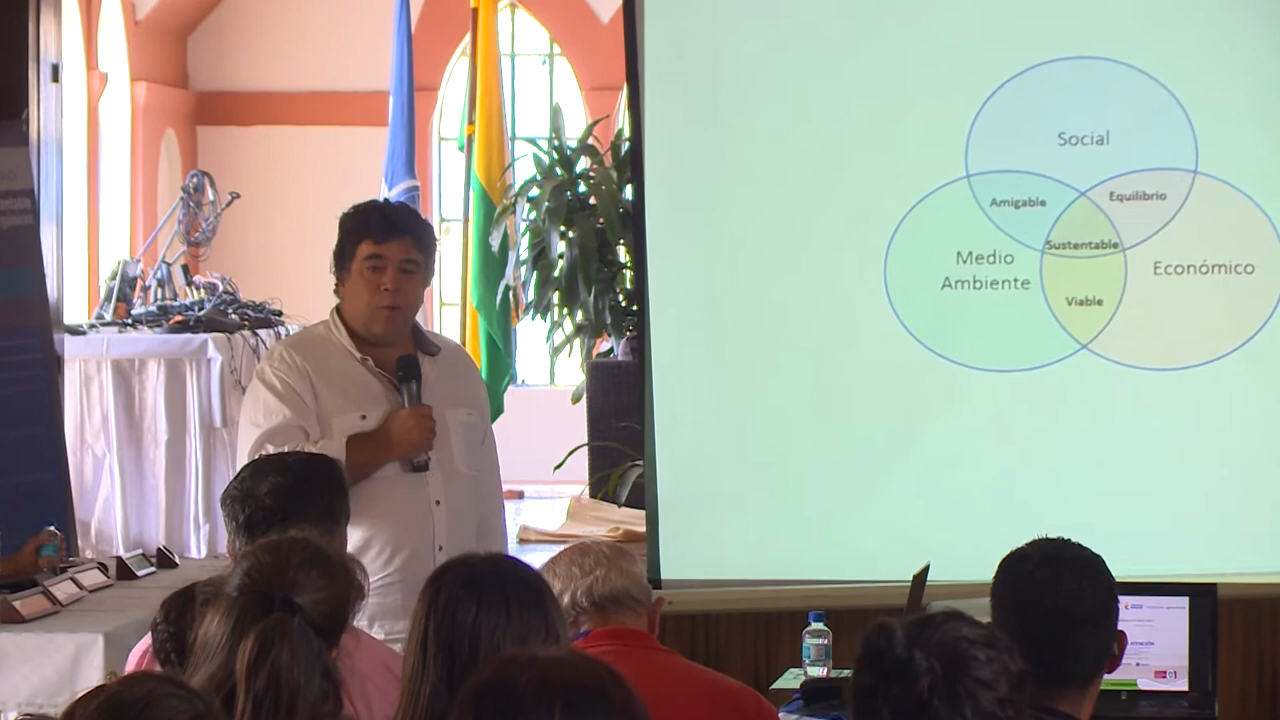 Social
Amigable
Equilibrio
Sustentable
Medio
Ambiente
Económico
Viable